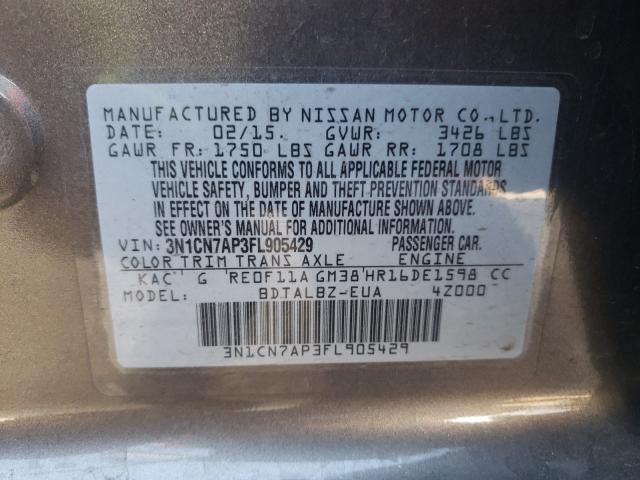 MANUFACTURED BY NISSAN MOTOR CO., LTD.
DATE: 02/15. GVWR: 3426 LBS
GAWR FR: 1750 LBS GAWR RR: 1708 LBS
THIS VEHICLE CONFORMS TO ALL APPLICABLE FEDERAL MOTOR
VEHICLE SAFETY, BUMPER AND THEFT PREVENTION STANDARDS
IN EFFECT ON THE DATE OF MANUFACTURE SHOWN ABOVE.
SEE OWNER'S MANUAL FOR ADDITIONAL INFORMATION.
VIN: 3N1CN7AP3FL905429 PASSENGER CAR.
COLOR TRIM TRANS AXLE ENGINE
KAC G RE0F11A GM38 HR16DE1598 CC
MODEL: BDTALBZ-EUA 4Z000
3N1CN7AP3FL905429